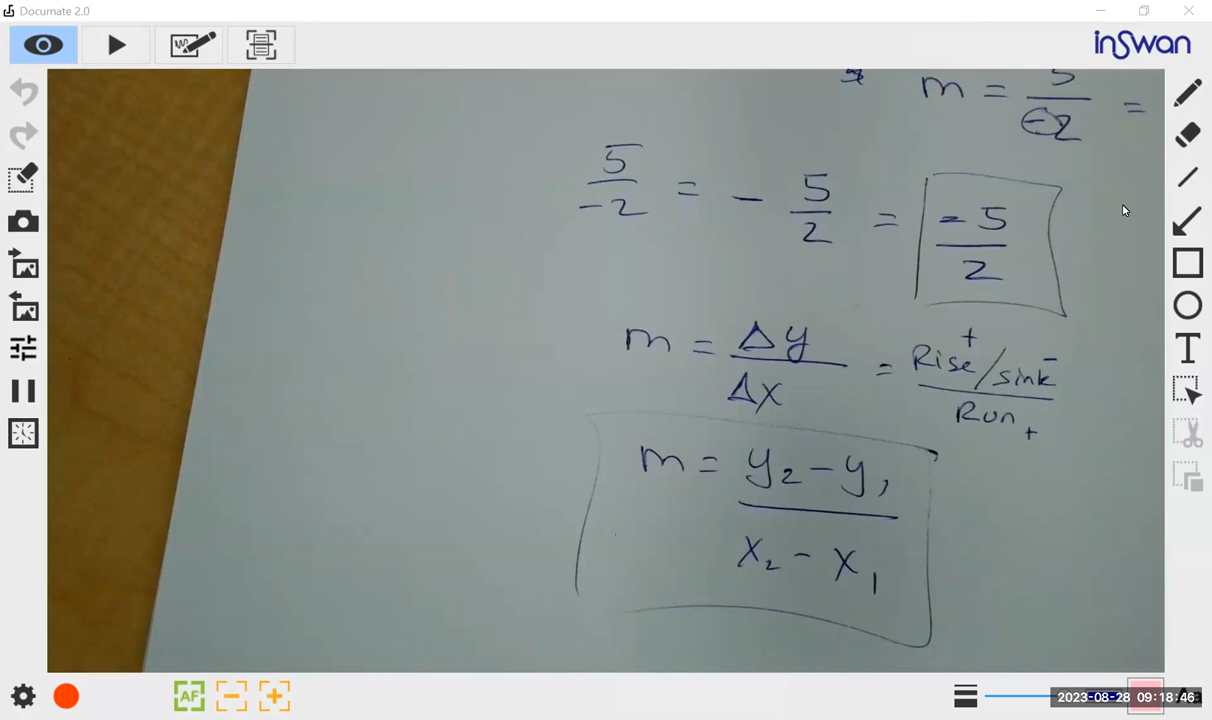 Documate 2.0
inSwan
m = 5/-2 =
5/-2 = - 5/2 = -5/2
m = Δy/Δx = Rise+/sink-/Run+
m = y₂ - y₁/x₂ - x₁
T
AF
2023-08-28 09:18:46